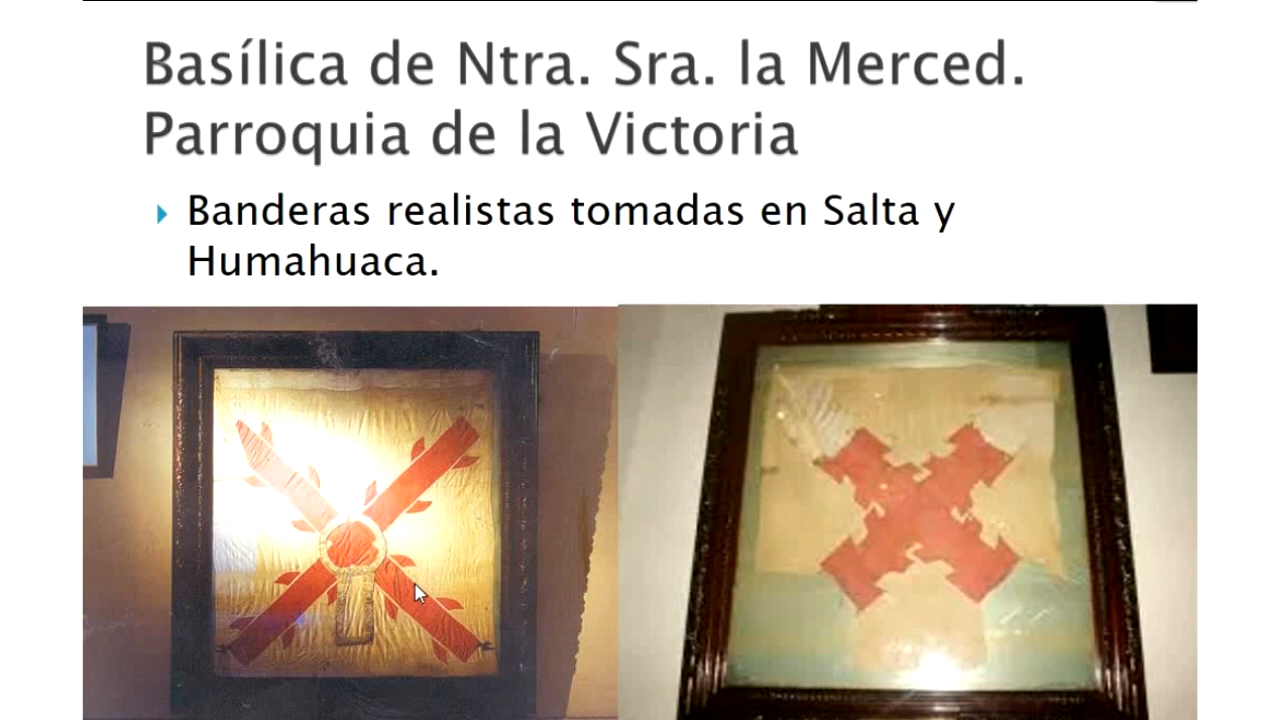 Basílica de Ntra. Sra. la Merced.
Parroquia de la Victoria
Banderas realistas tomadas en Salta y
Humahuaca.